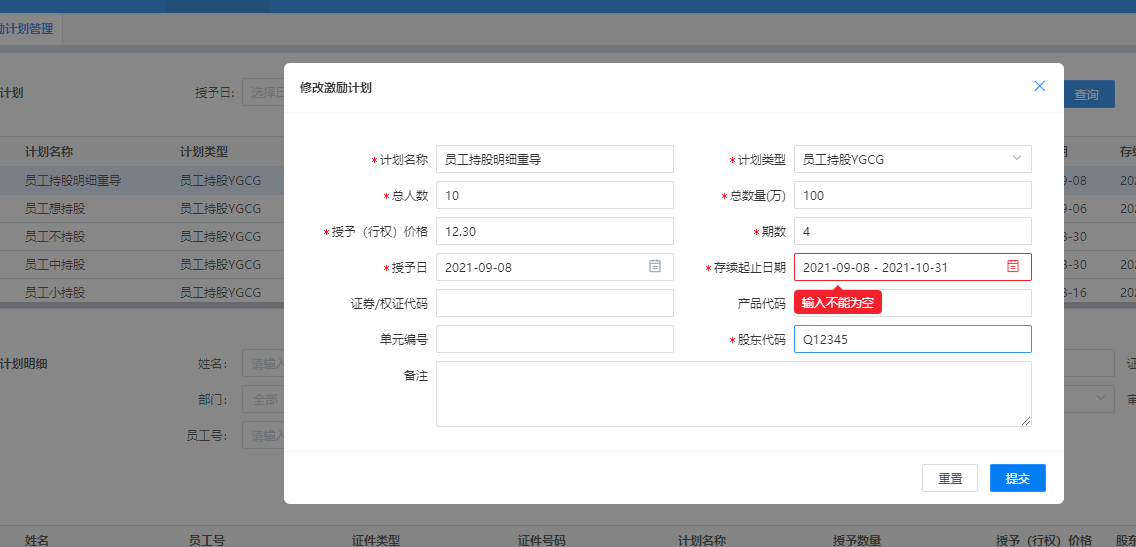 励计划管理
修改激励计划
计划
授予日:
选择日
查询
计划名称
计划类型
存续
*计划名称
员工持股明细重导
*计划类型
员工持股YGCG
员工持股明细重导
员工持股YGCG
9-08
*总人数
10
*总数量(万)
100
员工想持股
员工持股YGCG
9-06
*授予（行权）价格
12.30
*期数
4
员工不持股
员工持股YGCG
8-30
*授予日
2021-09-08
*存续起止日期
2021-09-08 - 2021-10-31
员工中持股
员工持股YGCG
8-30
证券/权证代码
产品代码
输入不能为空
员工小持股
员工持股YGCG
8-16
单元编号
*股东代码
Q12345
计划明细
姓名:
请输入
备注
部门:
全部
员工号:
请输入
重置
提交
姓名
员工号
证件类型
证件号码
计划名称
授予数量
授予（行权）价格
股东